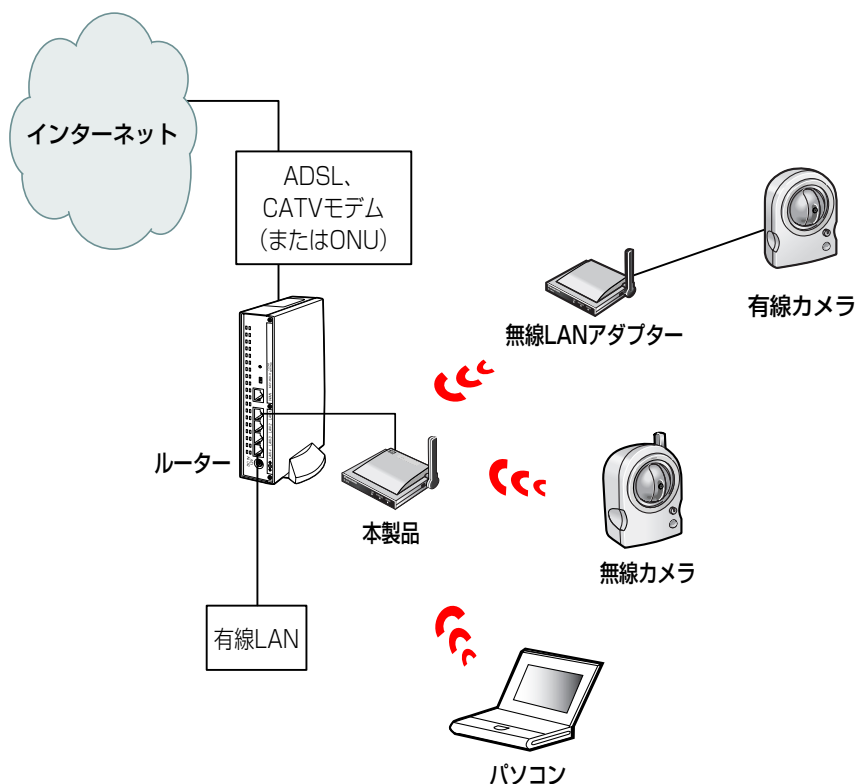 インターネット
ADSL、
CATVモデム
（またはONU）
有線カメラ
無線LANアダプター
ルーター
本製品
無線カメラ
有線LAN
パソコン